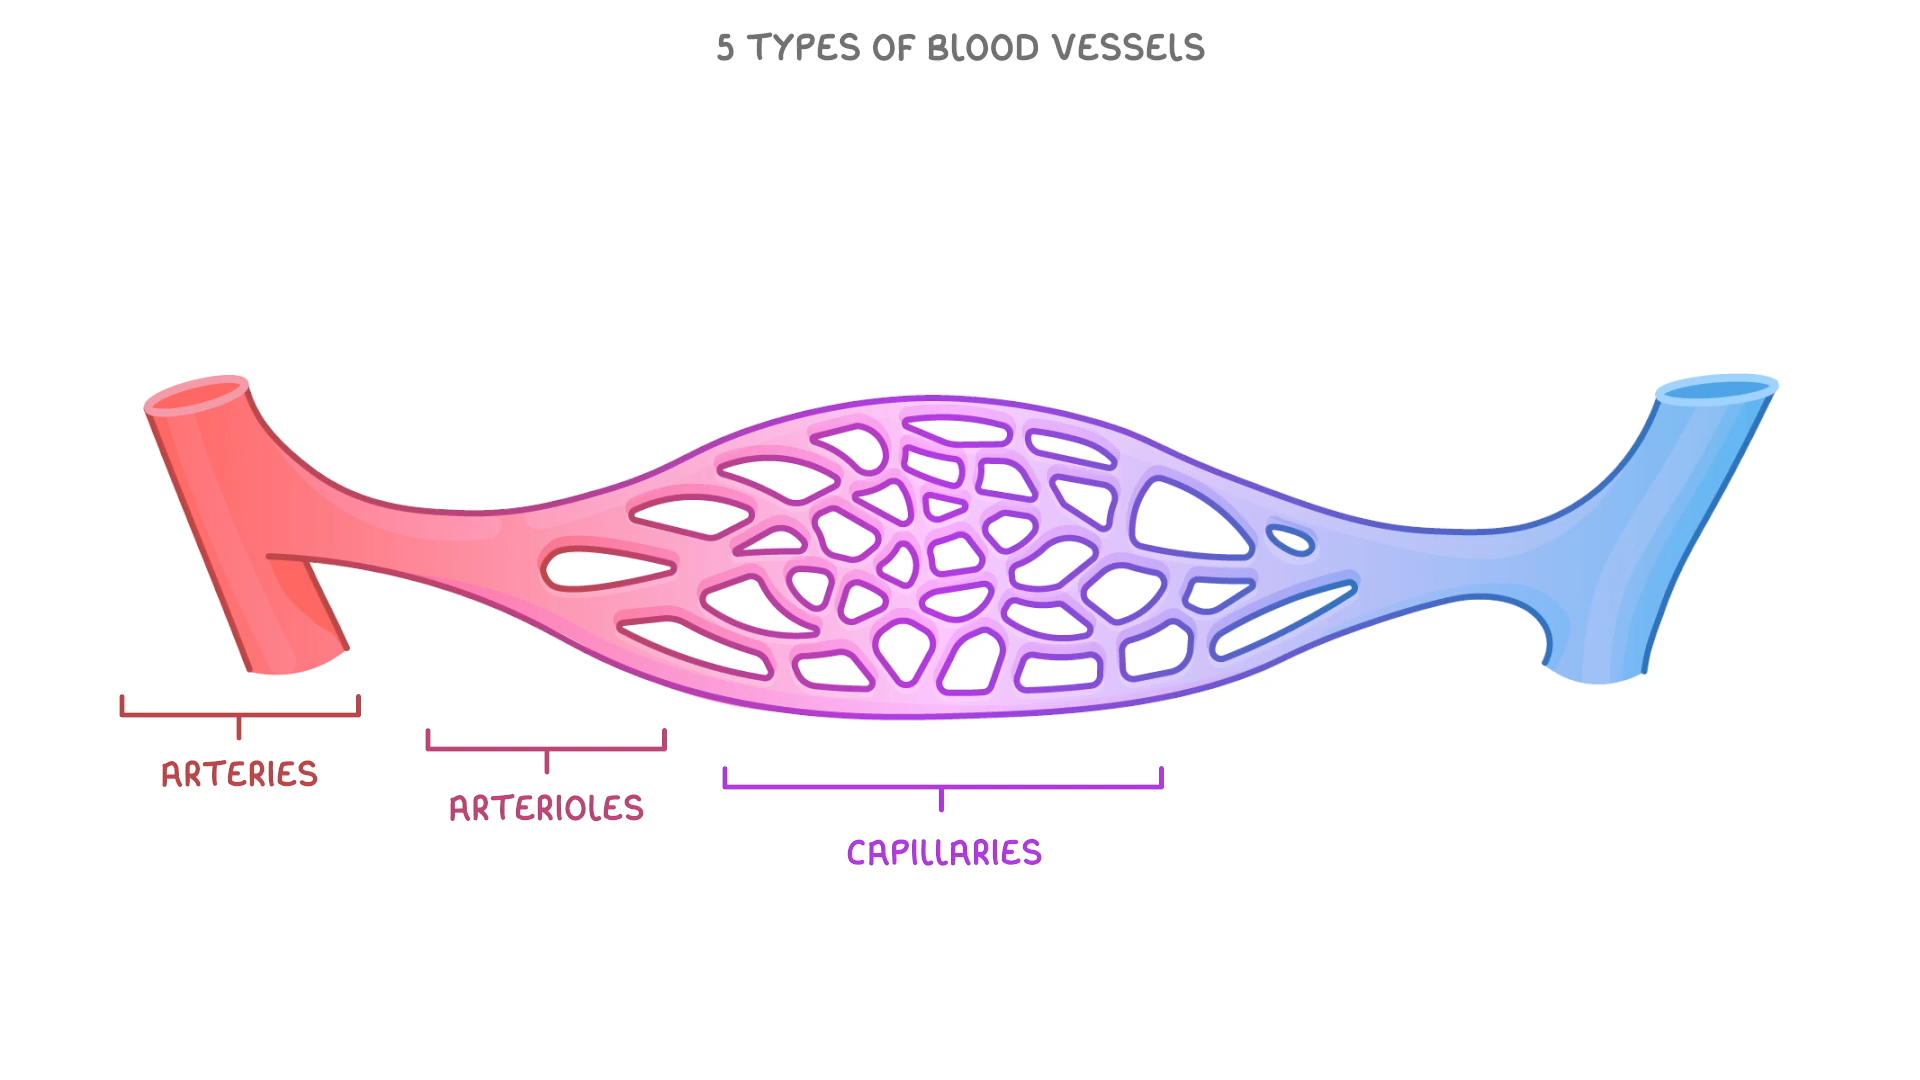 5 TYPES OF BLOOD VESSELS
ARTERIES
ARTERIOLES
CAPILLARIES